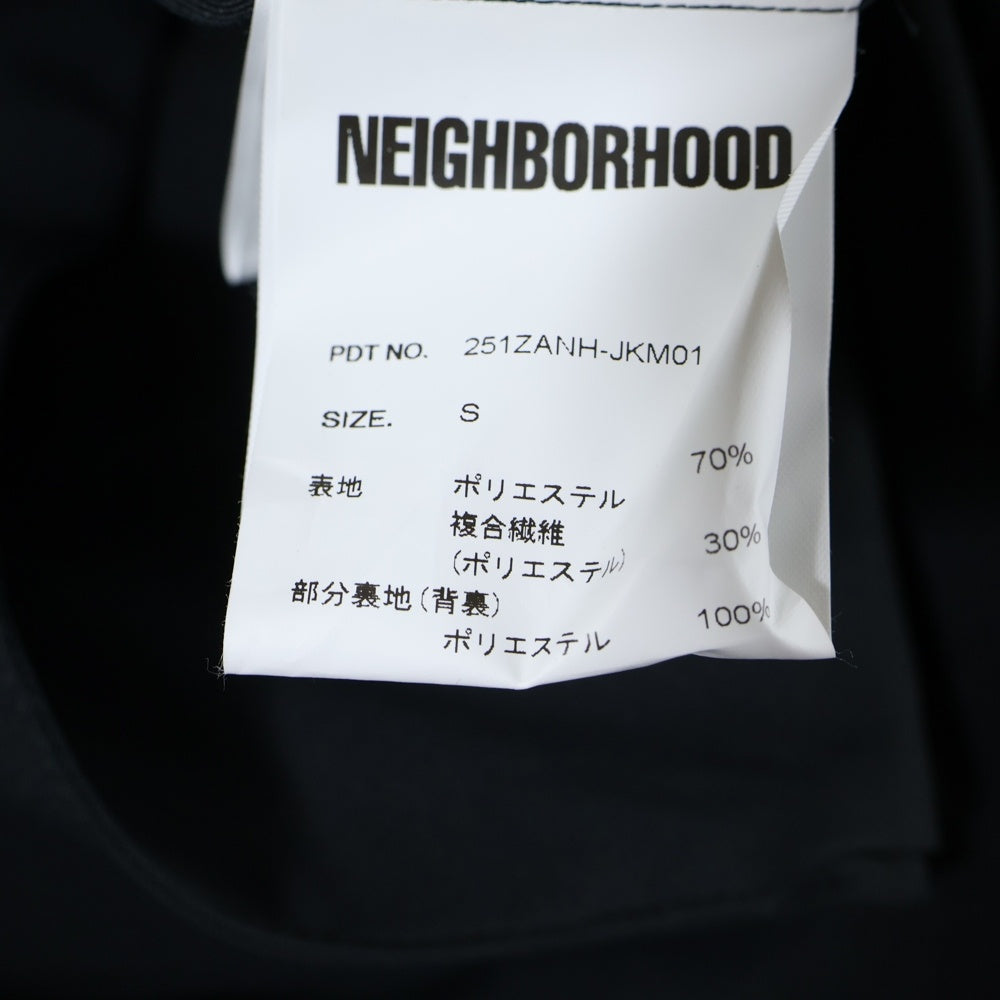 NEIGHBORHOOD
PDT NO. 251ZANH-JKM01
SIZE. S
表地 ポリエステル 70%
複合繊維
(ポリエステル) 30%
部分裏地(背裏)
ポリエステル 100%